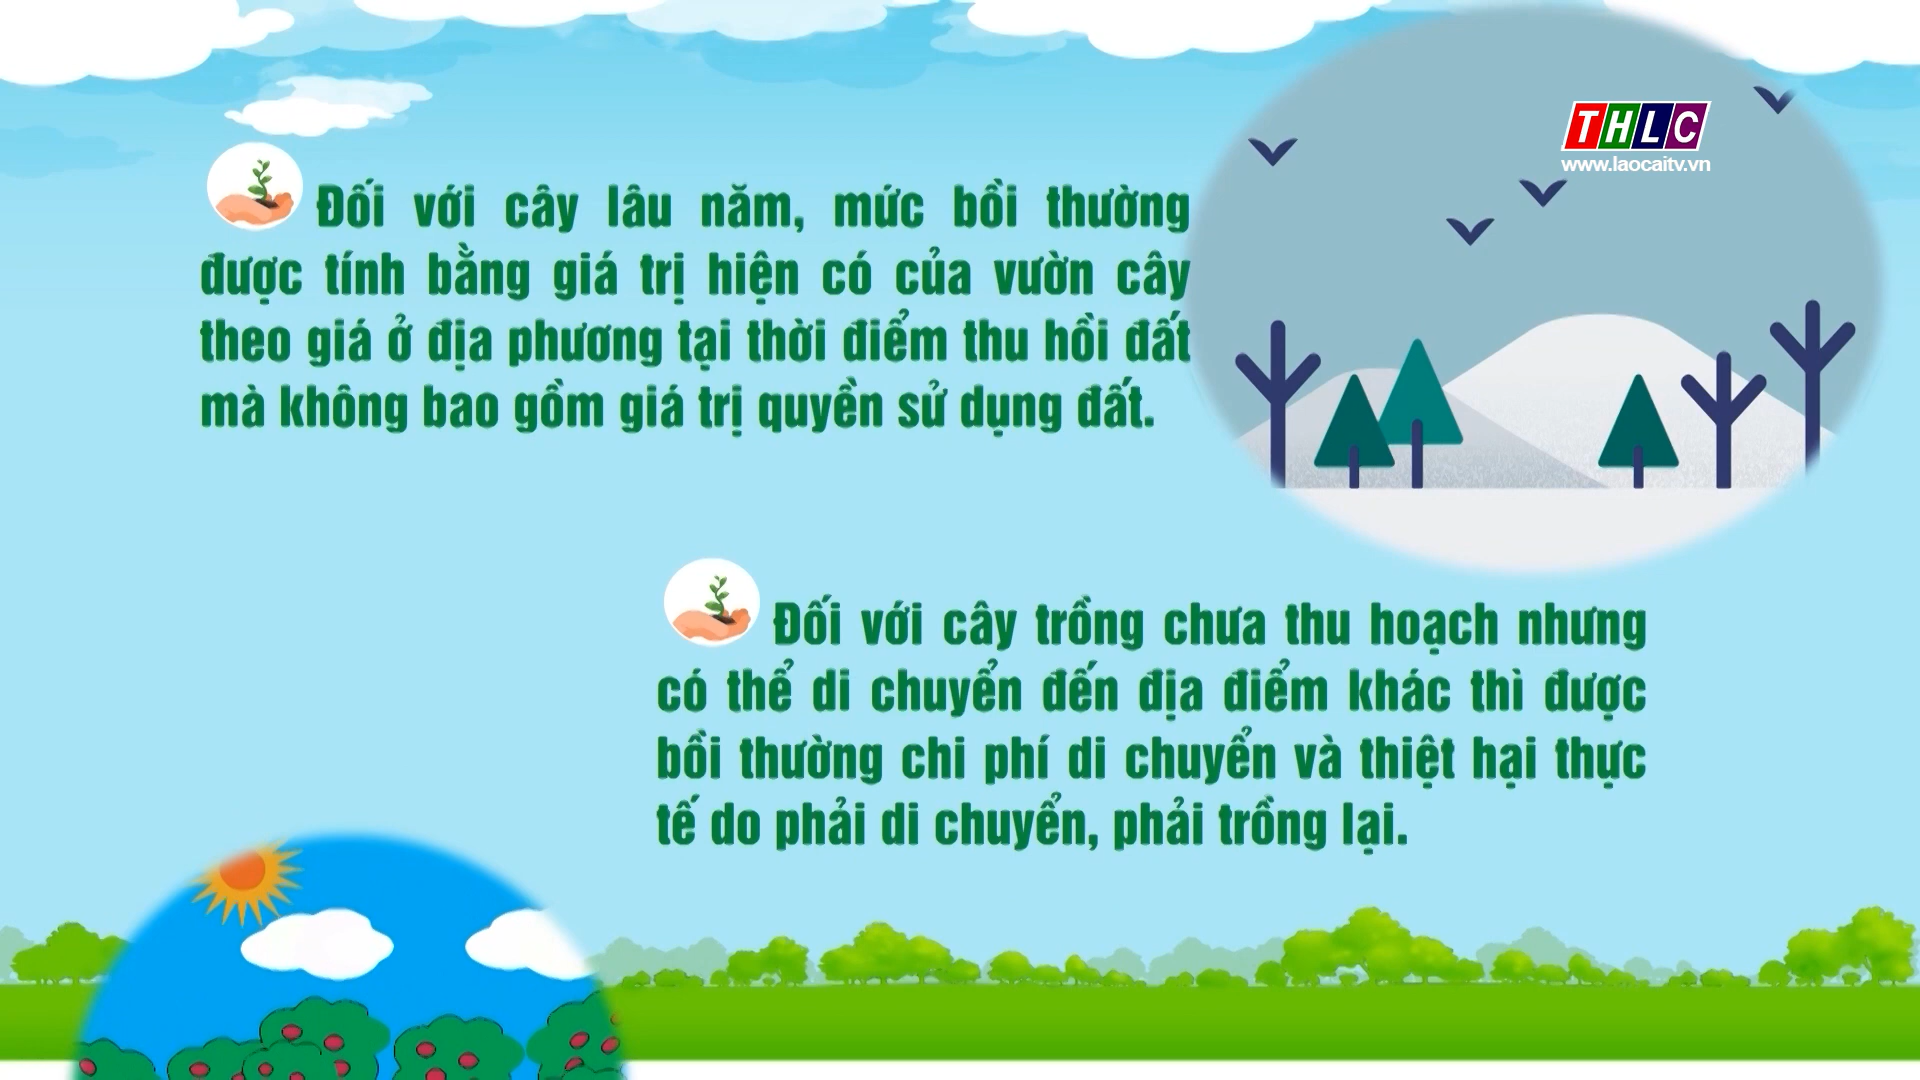 THLC
www.laocaitv.vn
Đối với cây lâu năm, mức bồi thường
được tính bằng giá trị hiện có của vườn cây
theo giá ở địa phương tại thời điểm thu hồi đất
mà không bao gồm giá trị quyền sử dụng đất.
Đối với cây trồng chưa thu hoạch nhưng
có thể di chuyển đến địa điểm khác thì được
bồi thường chi phí di chuyển và thiệt hại thực
tế do phải di chuyển, phải trồng lại.